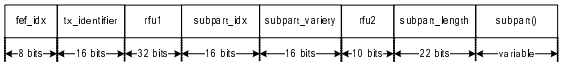 fef_idx tx_identifier rfu1 subpart_idx subpart_variety rfu2 subpart_length subpart()
8 bits 16 bits 32 bits 16 bits 16 bits 10 bits 22 bits variable